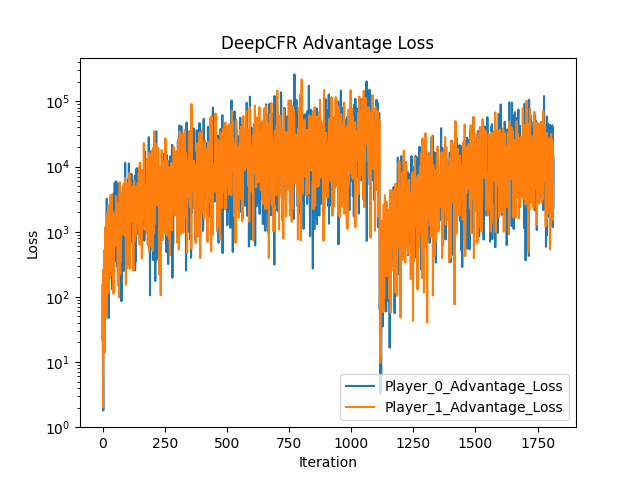 DeepCFR Advantage Loss
Loss
10^5
10^4
10^3
10^2
10^1
10^0
0 250 500 750 1000 1250 1500 1750
Iteration
Player_0_Advantage_Loss
Player_1_Advantage_Loss